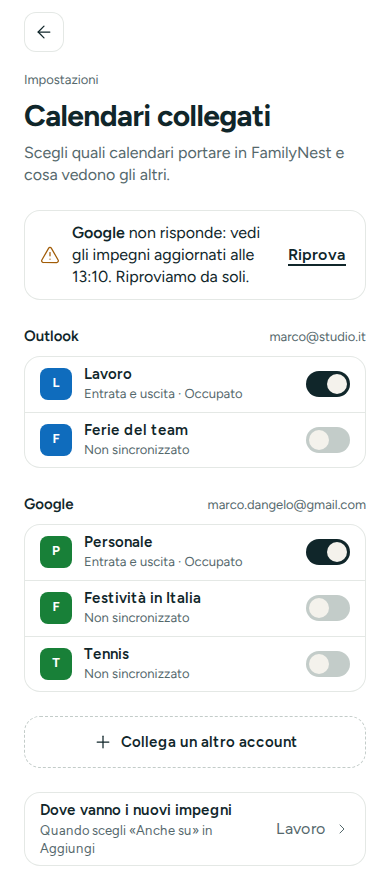 Impostazioni
Calendari collegati
Scegli quali calendari portare in FamilyNest e
cosa vedono gli altri.
Google non risponde: vedi
gli impegni aggiornati alle
13:10. Riproviamo da soli.
Riprova
Outlook
marco@studio.it
L
Lavoro
Entrata e uscita · Occupato
F
Ferie del team
Non sincronizzato
Google
marco.dangelo@gmail.com
P
Personale
Entrata e uscita · Occupato
F
Festività in Italia
Non sincronizzato
T
Tennis
Non sincronizzato
Collega un altro account
Dove vanno i nuovi impegni
Quando scegli «Anche su» in
Aggiungi
Lavoro